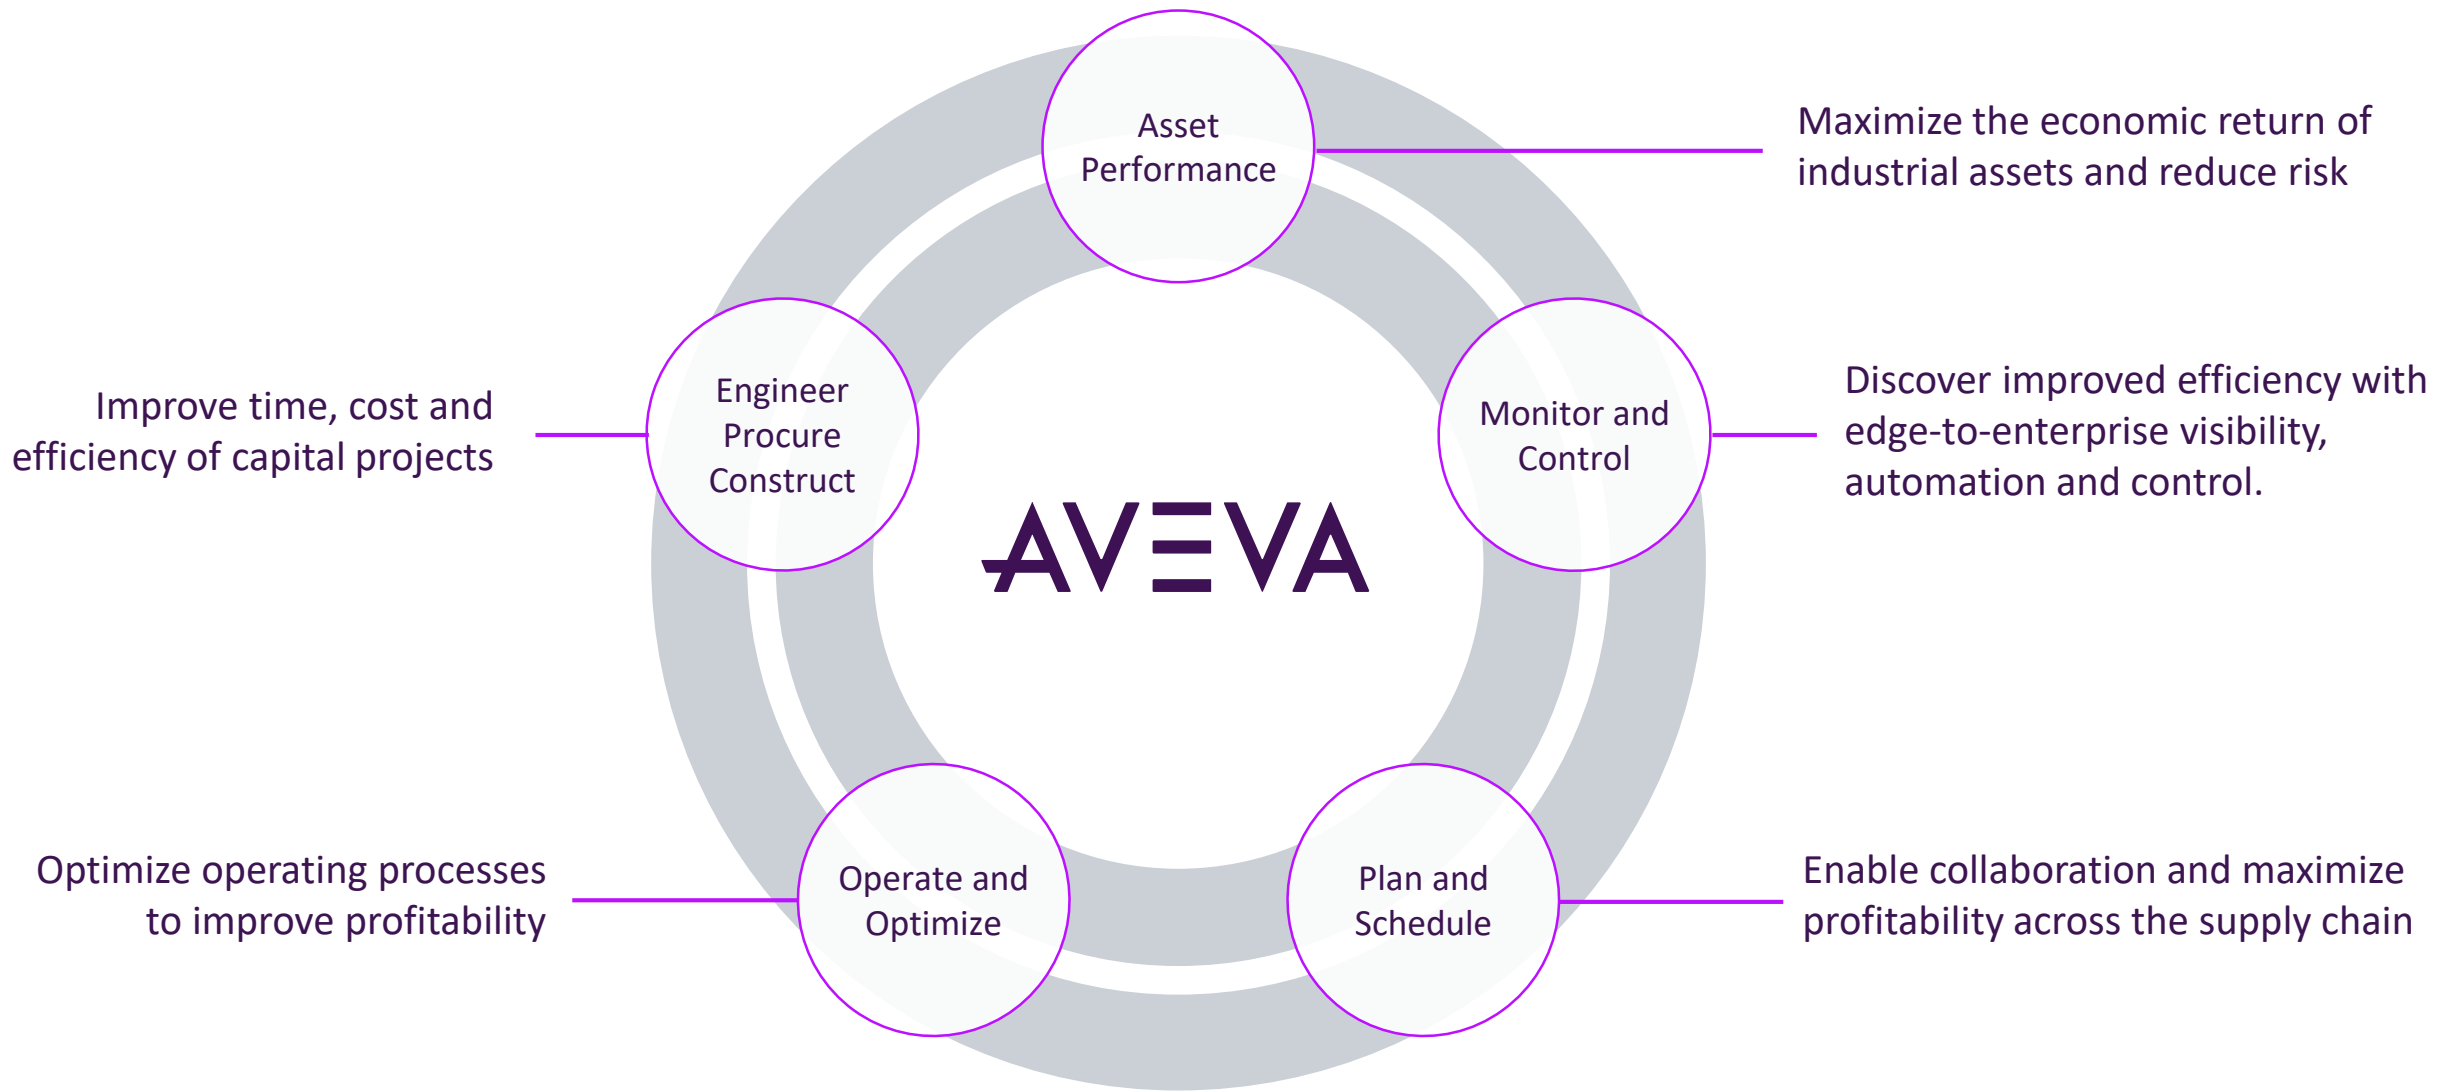 Asset
Performance
Maximize the economic return of
industrial assets and reduce risk
Engineer
Procure
Construct
Improve time, cost and
efficiency of capital projects
Monitor and
Control
Discover improved efficiency with
edge-to-enterprise visibility,
automation and control.
AVEVA
Operate and
Optimize
Optimize operating processes
to improve profitability
Plan and
Schedule
Enable collaboration and maximize
profitability across the supply chain